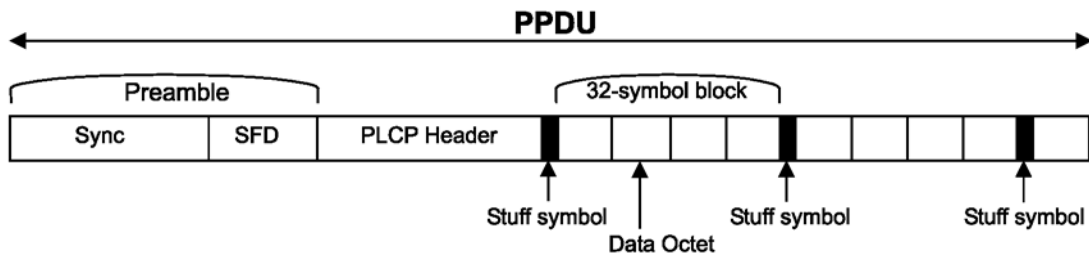 PPDU
Preamble
32-symbol block
Sync
SFD
PLCP Header
Stuff symbol
Stuff symbol
Stuff symbol
Data Octet